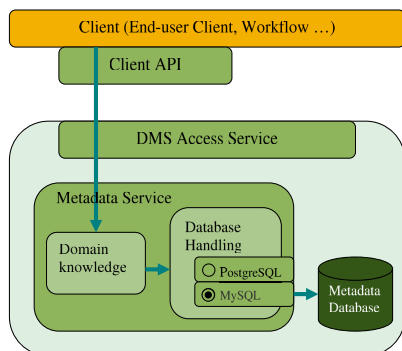 Client (End-user Client, Workflow …)
Client API
DMS Access Service
Metadata Service
Domain
knowledge
Database
Handling
PostgreSQL
MySQL
Metadata
Database